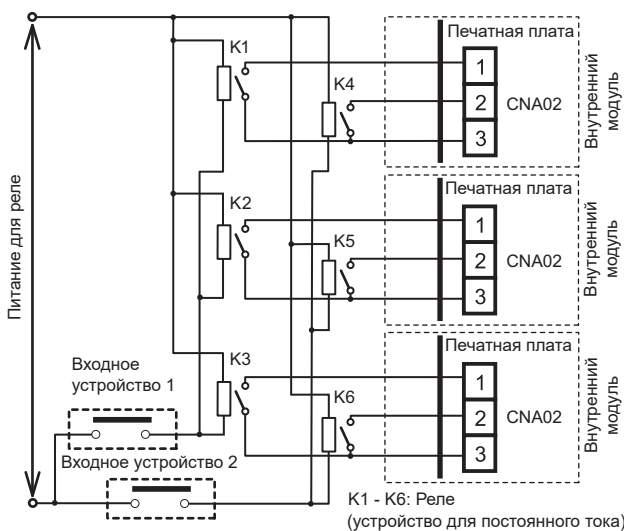 Питание для реле
K1
K4
Печатная плата
1
2
3
CNA02
Внутренний
модуль
K2
K5
Печатная плата
1
2
3
CNA02
Внутренний
модуль
K3
K6
Печатная плата
1
2
3
CNA02
Внутренний
модуль
Входное
устройство 1
Входное устройство 2
K1 - K6: Реле
(устройство для постоянного тока)